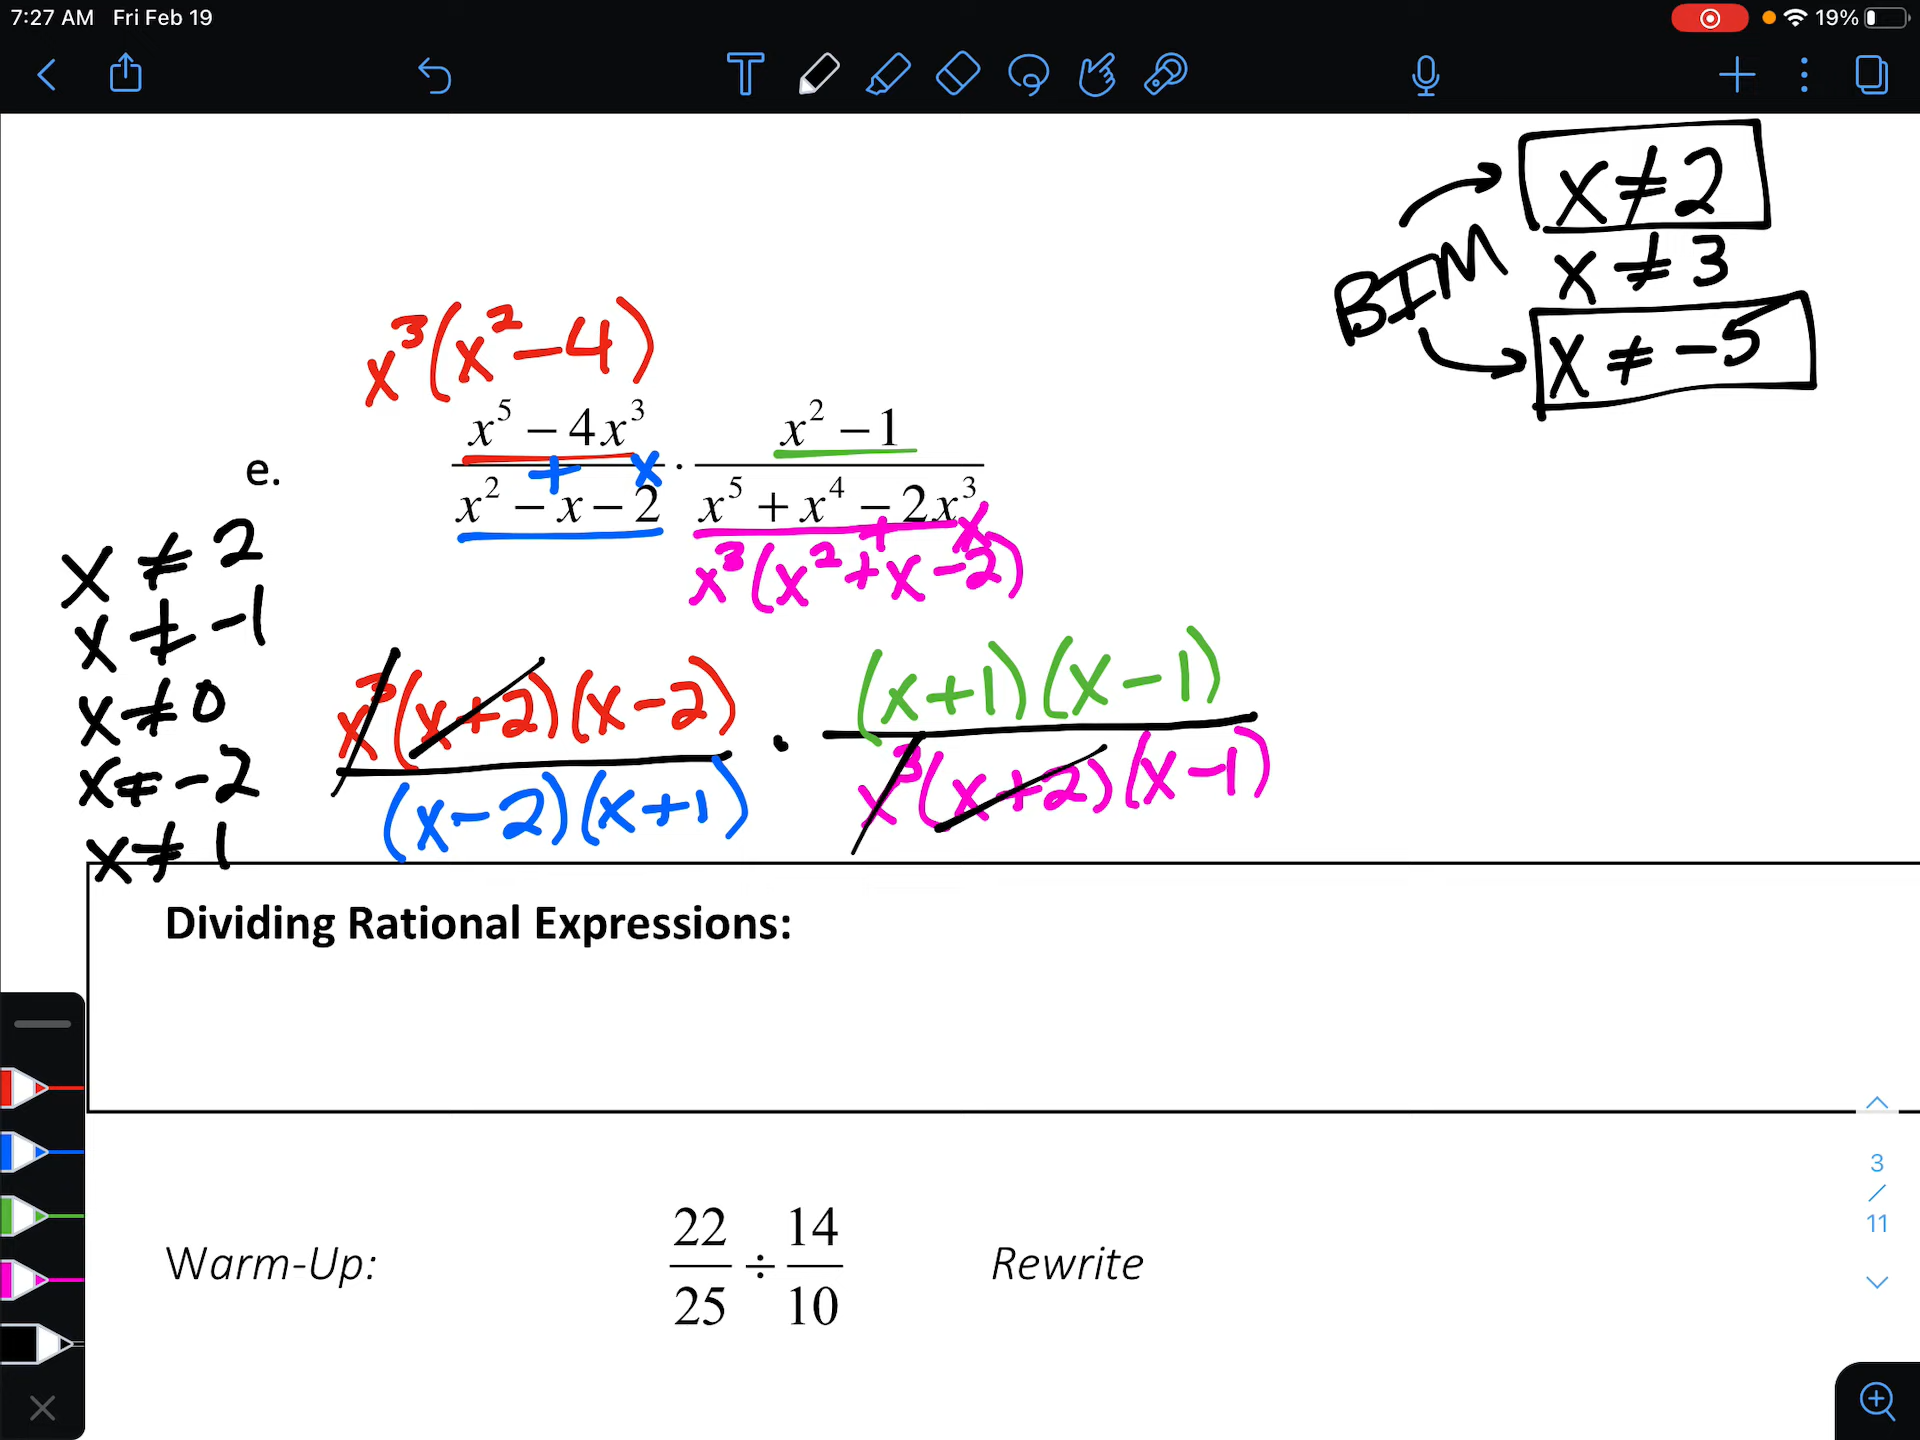 7:27 AM Fri Feb 19
19%
x ≠ 2
BIM
x ≠ 3
x ≠ -5
x³(x²-4)
e. (x⁵ − 4x³)/(x² − x − 2) · (x² − 1)/(x⁵ + x⁴ − 2x³)
+ x
+ x
x³(x²+x-2)
x ≠ 2
x ≠ -1
x ≠ 0
x ≠ -2
x ≠ 1
x³(x+2)(x-2) · (x+1)(x-1)
(x-2)(x+1) x³(x+2)(x-1)
Dividing Rational Expressions:
Warm-Up: 22/25 ÷ 14/10 Rewrite
3
/
11